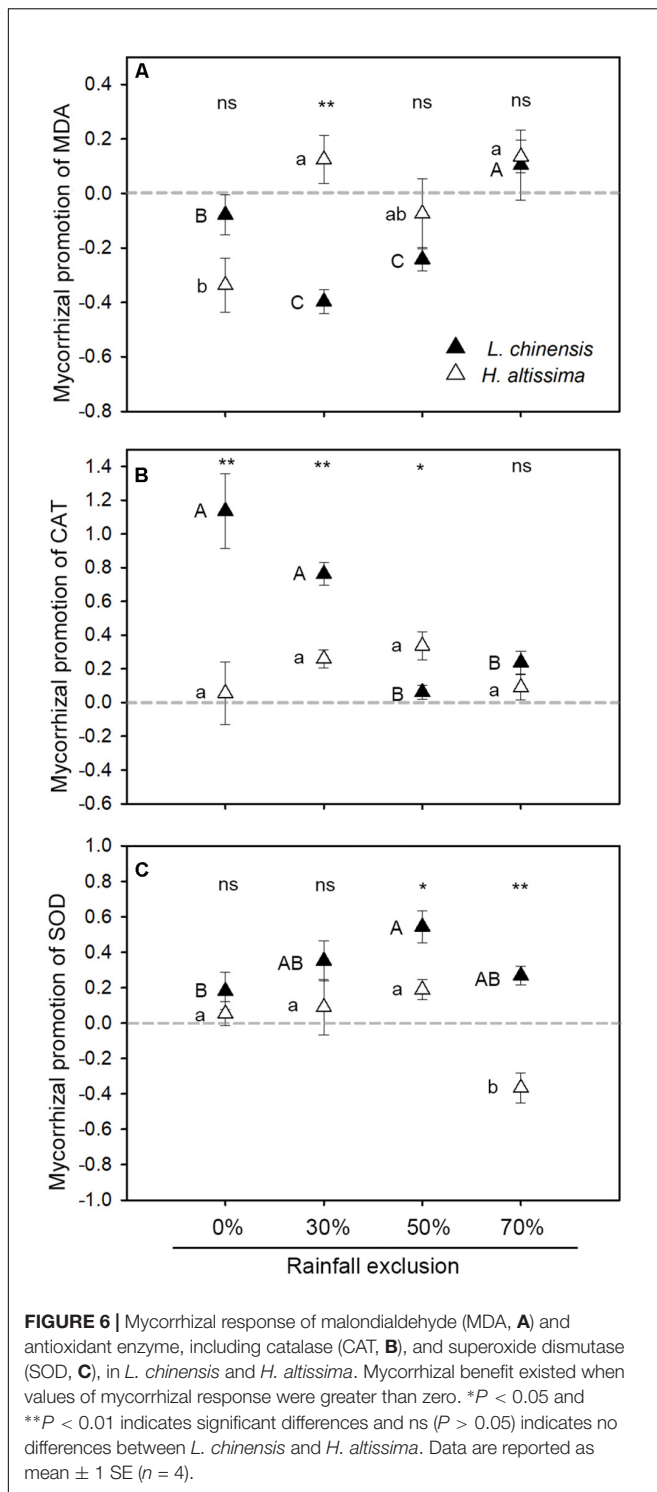 A
Mycorrhizal promotion of MDA
0.4
0.2
0.0
-0.2
-0.4
-0.6
-0.8
ns ** ns ns
B b
a C
ab C
a A
L. chinensis
H. altissima
B
Mycorrhizal promotion of CAT
1.4
1.2
1.0
0.8
0.6
0.4
0.2
0.0
-0.2
-0.4
-0.6
** ** * ns
A a
A a
a B
B a
C
Mycorrhizal promotion of SOD
1.0
0.8
0.6
0.4
0.2
0.0
-0.2
-0.4
-0.6
-0.8
-1.0
ns ns * **
B a
AB a
A a
AB b
0% 30% 50% 70%
Rainfall exclusion
FIGURE 6 | Mycorrhizal response of malondialdehyde (MDA, A) and
antioxidant enzyme, including catalase (CAT, B), and superoxide dismutase
(SOD, C), in L. chinensis and H. altissima. Mycorrhizal benefit existed when
values of mycorrhizal response were greater than zero. *P < 0.05 and
**P < 0.01 indicates significant differences and ns (P > 0.05) indicates no
differences between L. chinensis and H. altissima. Data are reported as
mean ± 1 SE (n = 4).